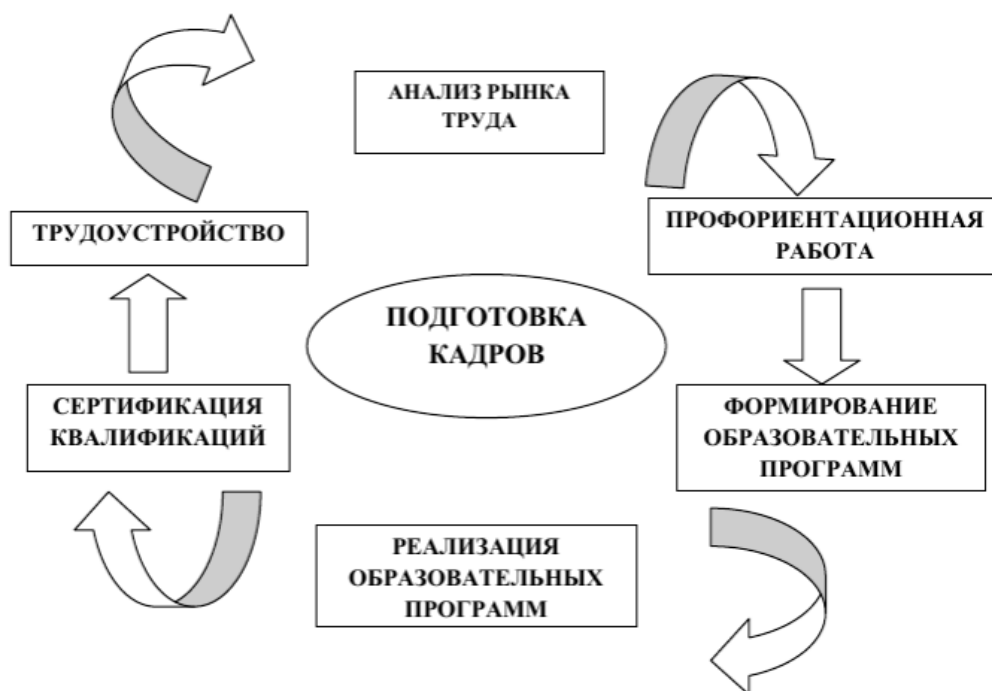 АНАЛИЗ РЫНКА
ТРУДА
ТРУДОУСТРОЙСТВО
ПРОФОРИЕНТАЦИОННАЯ
РАБОТА
ПОДГОТОВКА
КАДРОВ
СЕРТИФИКАЦИЯ
КВАЛИФИКАЦИЙ
ФОРМИРОВАНИЕ
ОБРАЗОВАТЕЛЬНЫХ
ПРОГРАММ
РЕАЛИЗАЦИЯ
ОБРАЗОВАТЕЛЬНЫХ
ПРОГРАММ